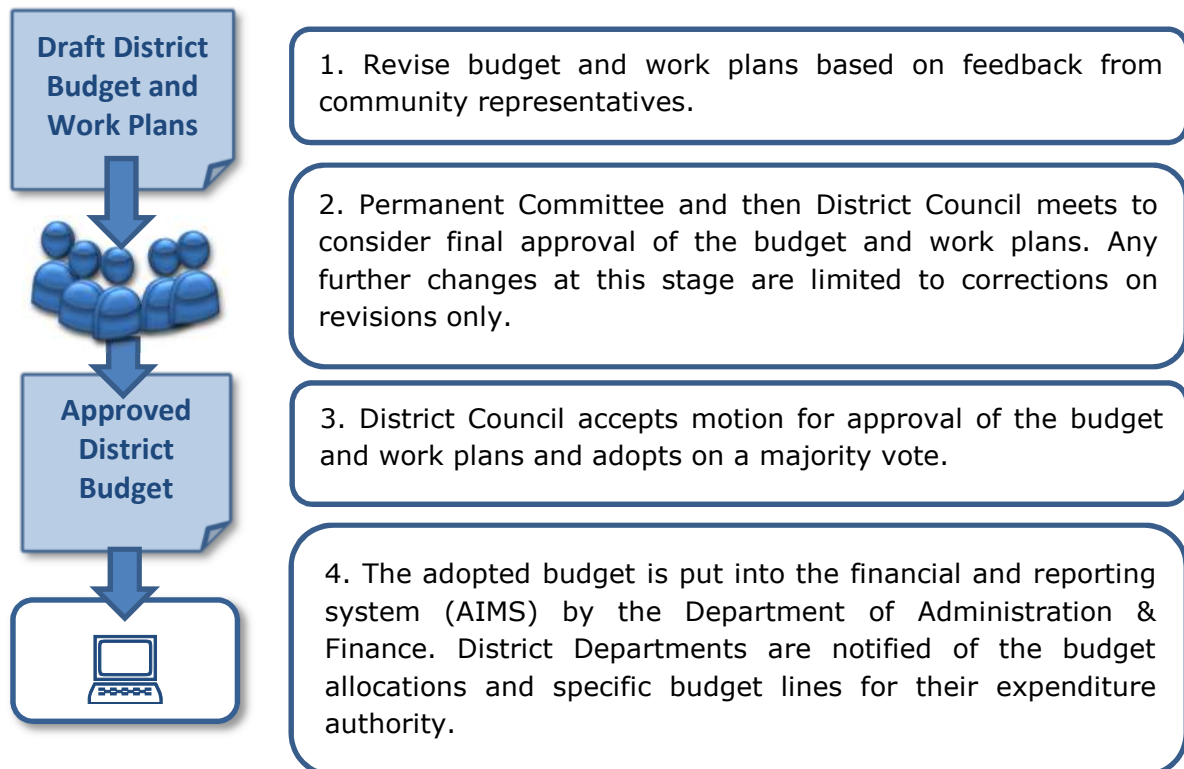 Draft District
Budget and
Work Plans
1. Revise budget and work plans based on feedback from
community representatives.
2. Permanent Committee and then District Council meets to
consider final approval of the budget and work plans. Any
further changes at this stage are limited to corrections on
revisions only.
Approved
District
Budget
3. District Council accepts motion for approval of the budget
and work plans and adopts on a majority vote.
4. The adopted budget is put into the financial and reporting
system (AIMS) by the Department of Administration &
Finance. District Departments are notified of the budget
allocations and specific budget lines for their expenditure
authority.